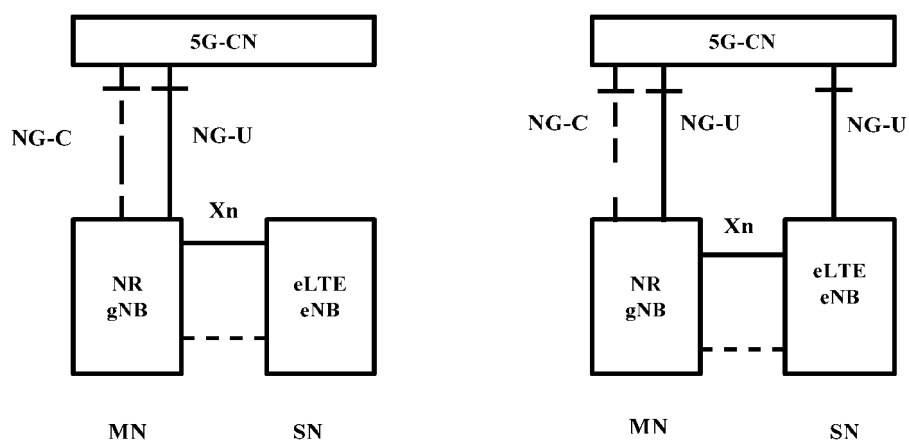 5G-CN
NG-C
NG-U
Xn
NR
gNB
eLTE
eNB
MN
SN
5G-CN
NG-C
NG-U
NG-U
Xn
NR
gNB
eLTE
eNB
MN
SN